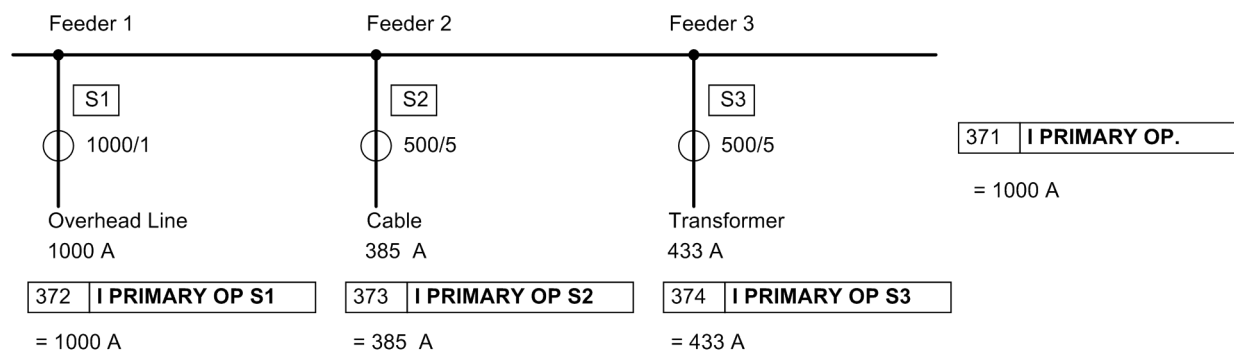 Feeder 1 Feeder 2 Feeder 3
S1 S2 S3
1000/1 500/5 500/5
371 I PRIMARY OP.
= 1000 A
Overhead Line Cable Transformer
1000 A 385 A 433 A
372 I PRIMARY OP S1 373 I PRIMARY OP S2 374 I PRIMARY OP S3
= 1000 A = 385 A = 433 A